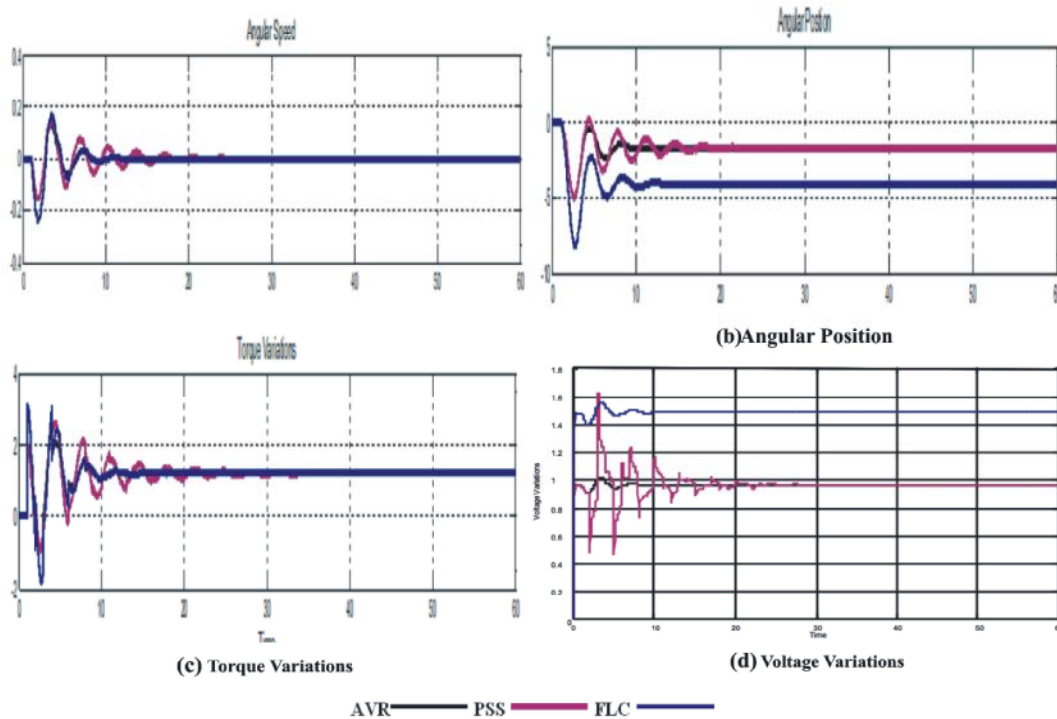 Angular Speed
0.4
0.2
0
-0.2
-0.4
0 10 20 30 40 50 60
Angular Position
5
0
-5
-10
0 10 20 30 40 50 60
(b)Angular Position
Torque Variations
4
2
0
-2
0 10 20 30 40 50 60
(c) Torque Variations
Voltage Variations
1.8
1.6
1.4
1.2
1
0.8
0.6
0.4
0.2
0
0 10 20 30 40 50
Time
(d) Voltage Variations
AVR PSS FLC